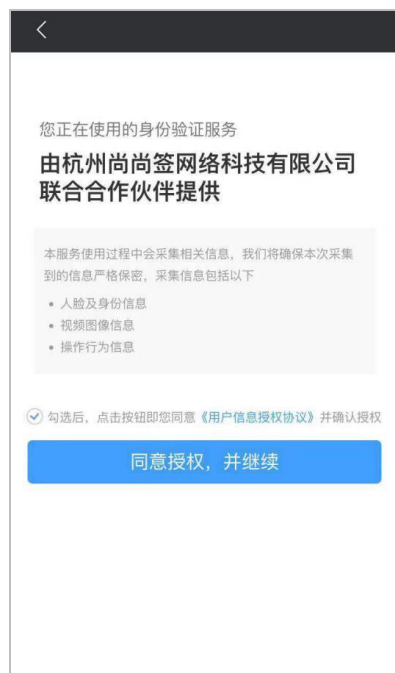 您正在使用的身份验证服务
由杭州尚尚签网络科技有限公司
联合合作伙伴提供
本服务使用过程中会采集相关信息，我们将确保本次采集
到的信息严格保密，采集信息包括以下
• 人脸及身份信息
• 视频图像信息
• 操作行为信息
勾选后，点击按钮即您同意《用户信息授权协议》并确认授权
同意授权，并继续